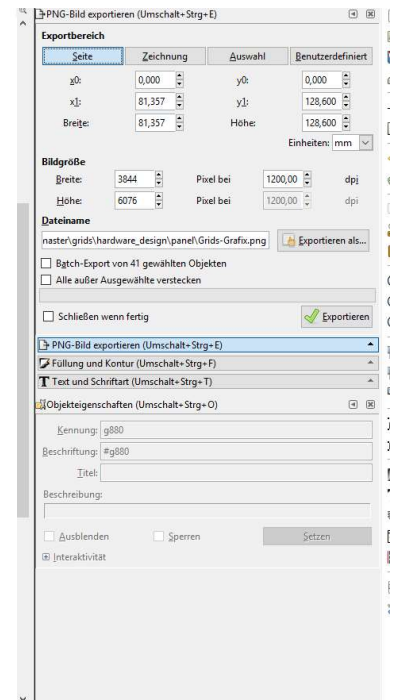 PNG-Bild exportieren (Umschalt+Strg+E)
Exportbereich
Seite Zeichnung Auswahl Benutzerdefiniert
x0: 0,000 y0: 0,000
x1: 81,357 y1: 128,600
Breite: 81,357 Höhe: 128,600
Einheiten: mm
Bildgröße
Breite: 3844 Pixel bei 1200,00 dpi
Höhe: 6076 Pixel bei 1200,00 dpi
Dateiname
naster\grids\hardware_design\panel\Grids-Grafix.png Exportieren als...
Batch-Export von 41 gewählten Objekten
Alle außer Ausgewählte verstecken
Schließen wenn fertig Exportieren
PNG-Bild exportieren (Umschalt+Strg+E)
Füllung und Kontur (Umschalt+Strg+F)
Text und Schriftart (Umschalt+Strg+T)
Objekteigenschaften (Umschalt+Strg+O)
Kennung: g880
Beschriftung: #g880
Titel:
Beschreibung:
Ausblenden Sperren Setzen
Interaktivität